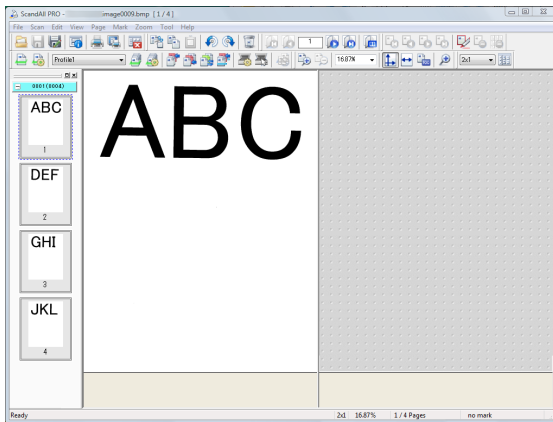 ScandAll PRO - image0009.bmp [ 1 / 4 ]
File Scan Edit View Page Mark Zoom Tool Help
1
Profile1
16.87%
2x1
0001(0004)
ABC
1
DEF
2
GHI
3
JKL
4
ABC
Ready
2x1 16.87% 1 / 4 Pages no mark